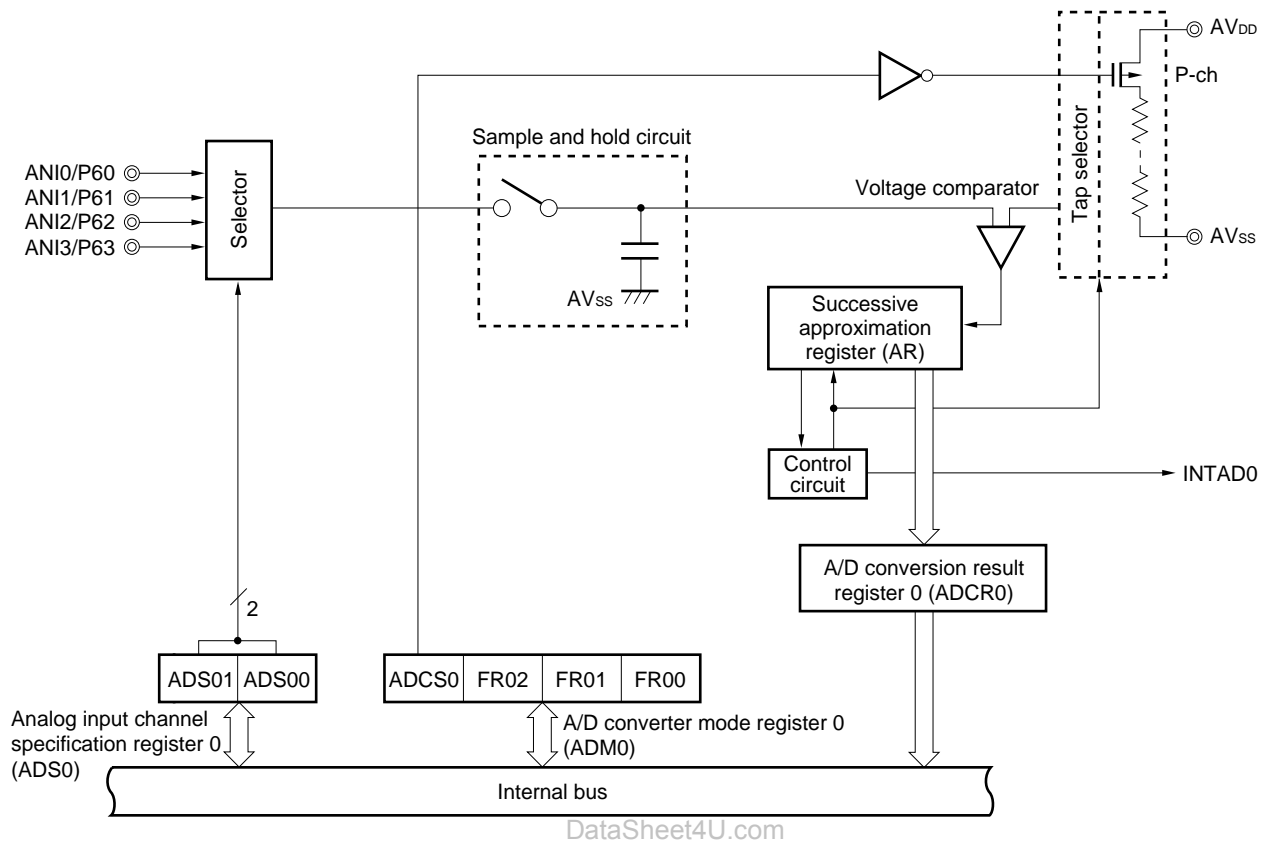 AVDD
P-ch
Tap selector
AVSS
Sample and hold circuit
AVSS
ANI0/P60
ANI1/P61
ANI2/P62
ANI3/P63
Selector
Voltage comparator
Successive
approximation
register (AR)
Control
circuit
INTAD0
A/D conversion result
register 0 (ADCR0)
2
ADS01
ADS00
ADCS0
FR02
FR01
FR00
Analog input channel
specification register 0
(ADS0)
A/D converter mode register 0
(ADM0)
Internal bus
DataSheet4U.com